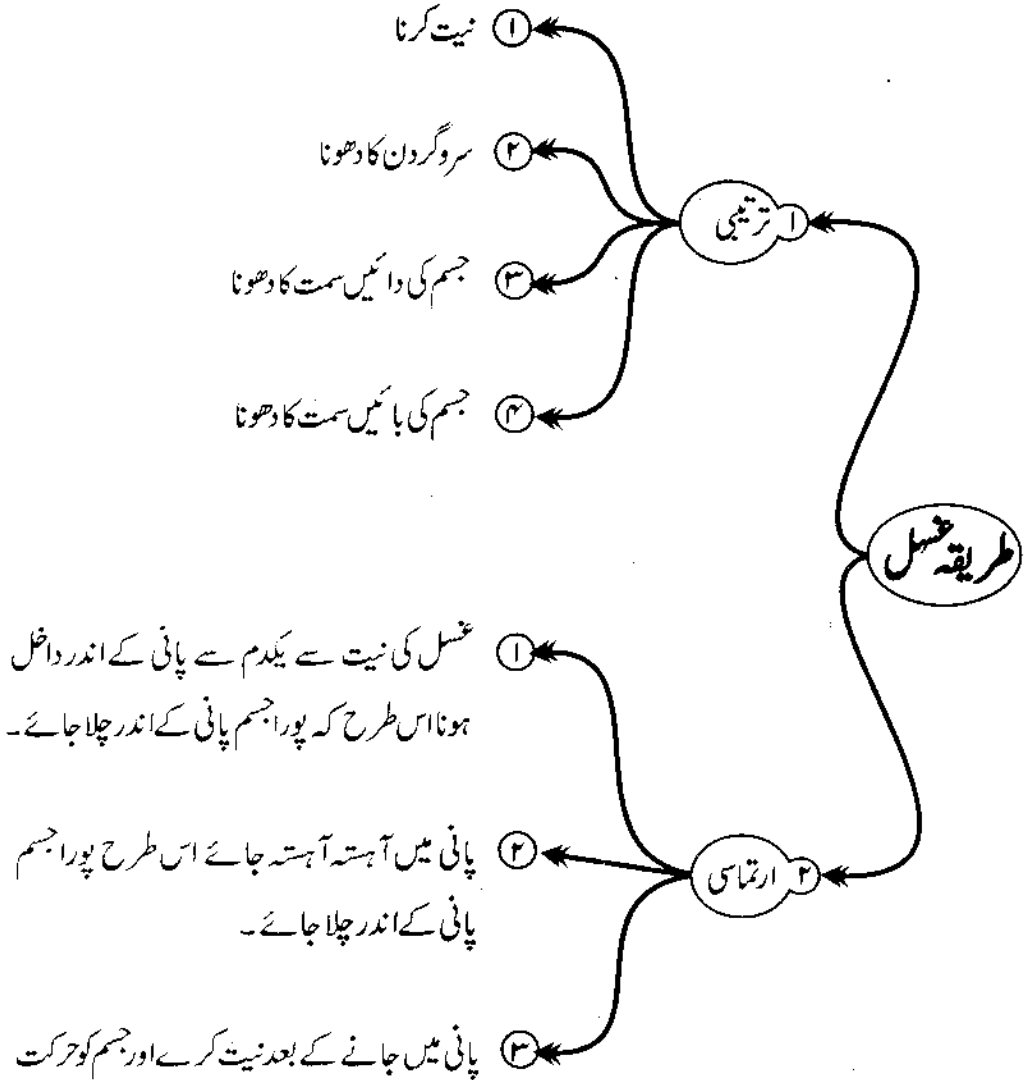 طریقہ غسل
۱ ترتیبی
۱ نیت کرنا
۲ سروگردن کا دھونا
۳ جسم کی دائیں سمت کا دھونا
۴ جسم کی بائیں سمت کا دھونا
۲ ارتماسی
۱ غسل کی نیت سے یکدم سے پانی کے اندر داخل
ہونا اس طرح کہ پورا جسم پانی کے اندر چلا جائے۔
۲ پانی میں آہستہ آہستہ جائے اس طرح پورا جسم
پانی کے اندر چلا جائے۔
۳ پانی میں جانے کے بعد نیت کرے اور جسم کو حرکت